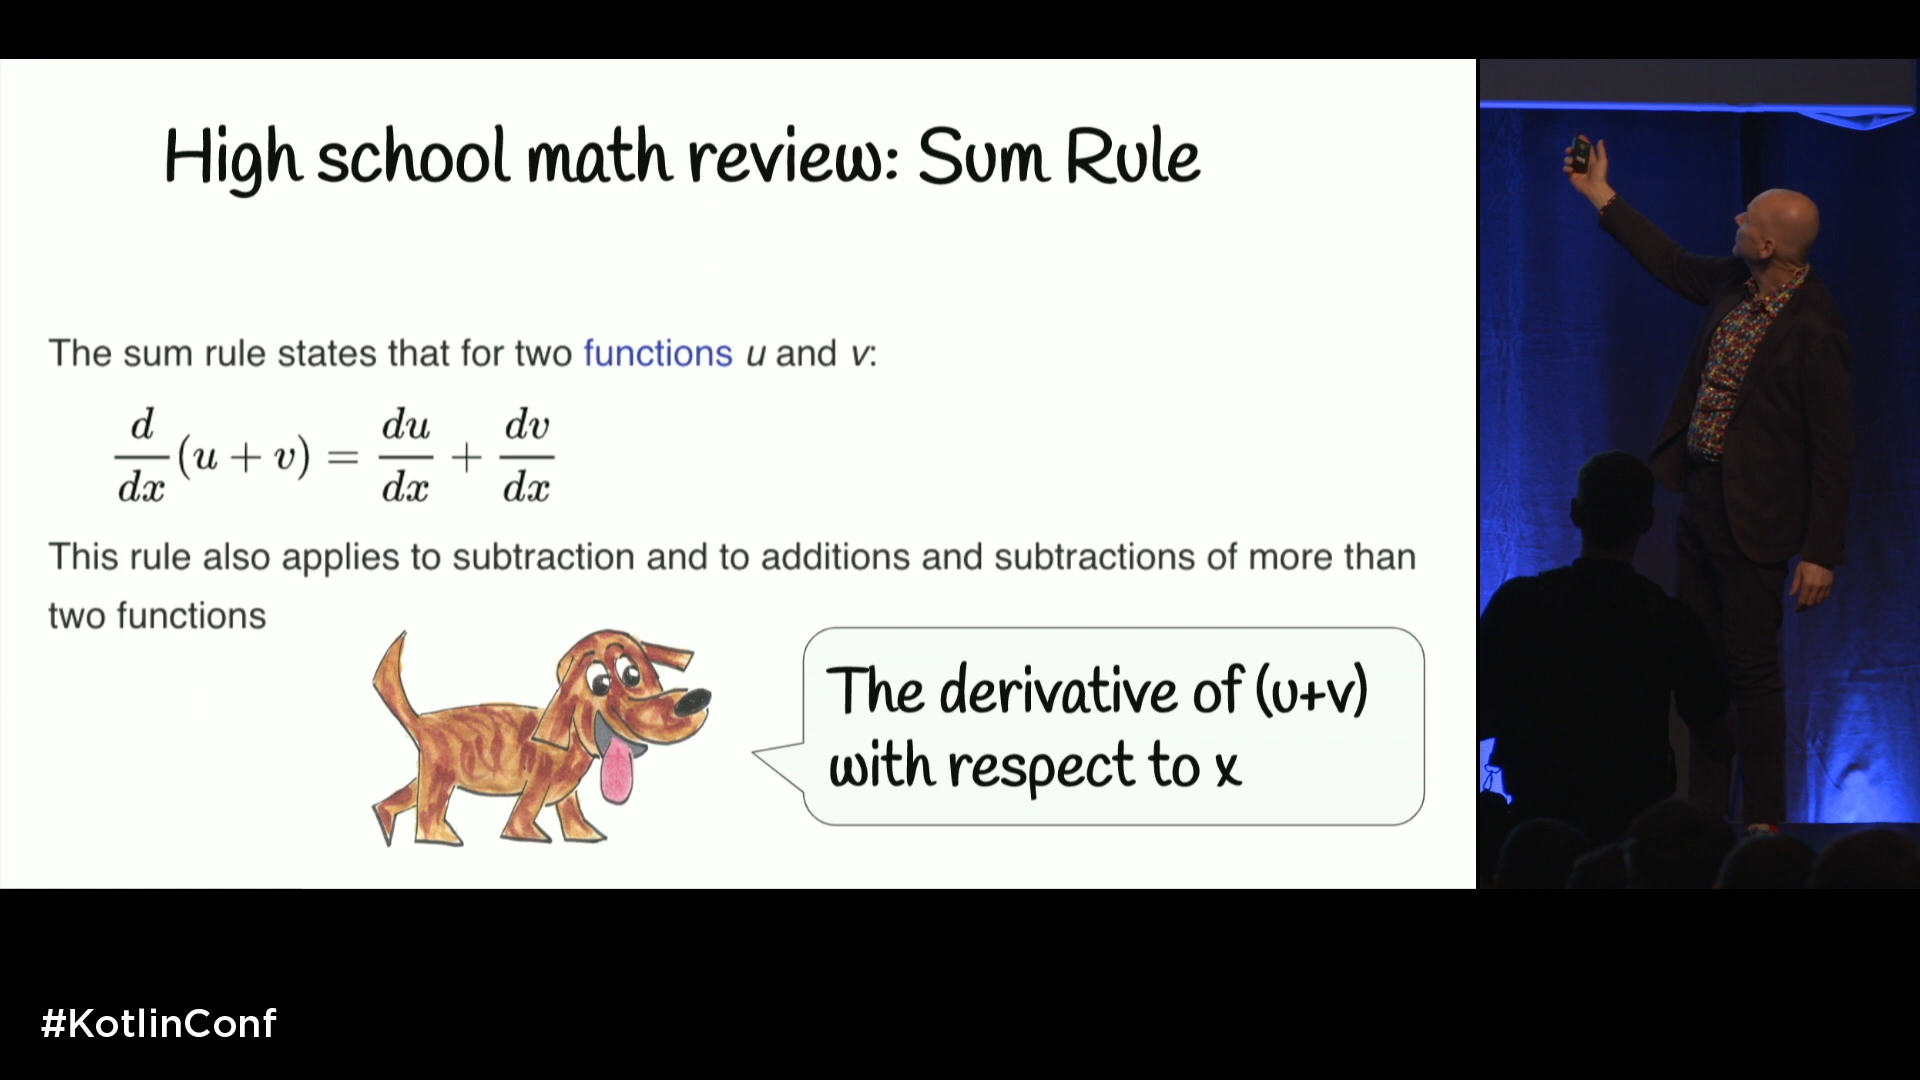 High school math review: Sum Rule
The sum rule states that for two functions u and v:
d/dx (u + v) = du/dx + dv/dx
This rule also applies to subtraction and to additions and subtractions of more than
two functions
The derivative of (u+v)
with respect to x
#KotlinConf